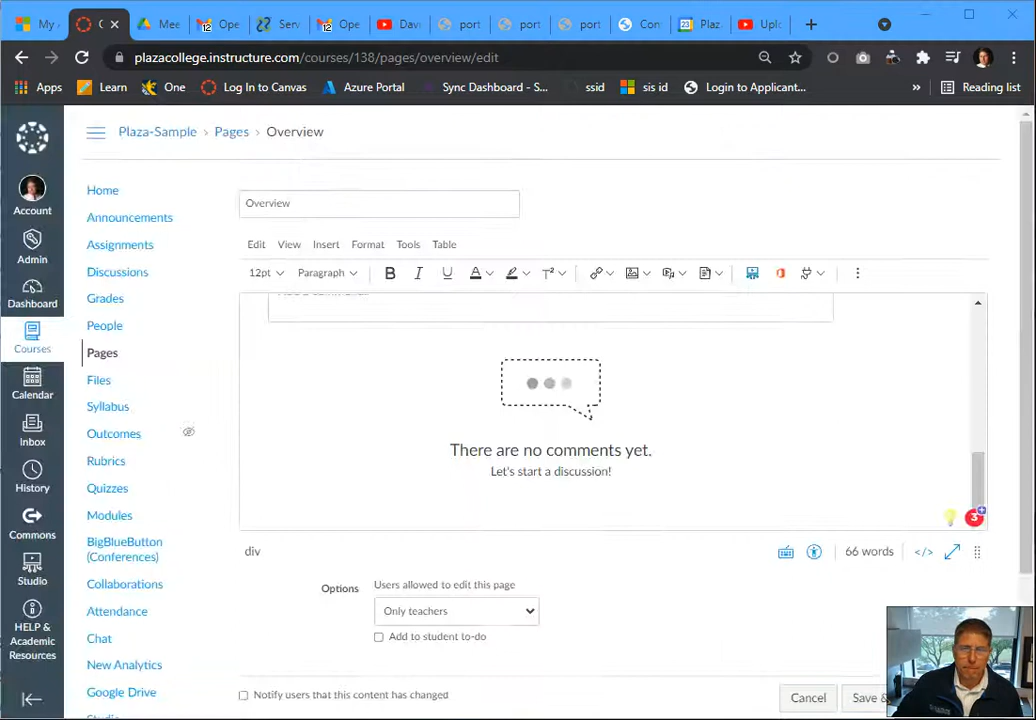 My
C
Mee
12
Ope
Serv
12
Ope
Davi
port
port
port
Con
23
Plaz
Uplo
plazacollege.instructure.com/courses/138/pages/overview/edit
Apps
Learn
One
Log In to Canvas
Azure Portal
Sync Dashboard - S...
ssid
sis id
Login to Applicant...
»
Reading list
Plaza-Sample › Pages › Overview
Account
Admin
Dashboard
Courses
Calendar
Inbox
History
Commons
Studio
HELP &
Academic
Resources
Home
Announcements
Assignments
Discussions
Grades
People
Pages
Files
Syllabus
Outcomes
Rubrics
Quizzes
Modules
BigBlueButton
(Conferences)
Collaborations
Attendance
Chat
New Analytics
Google Drive
Overview
Edit View Insert Format Tools Table
12pt Paragraph B I U A T²
There are no comments yet.
Let's start a discussion!
3
div
66 words </>
Options
Users allowed to edit this page
Only teachers
Add to student to-do
Notify users that this content has changed
Cancel
Save &